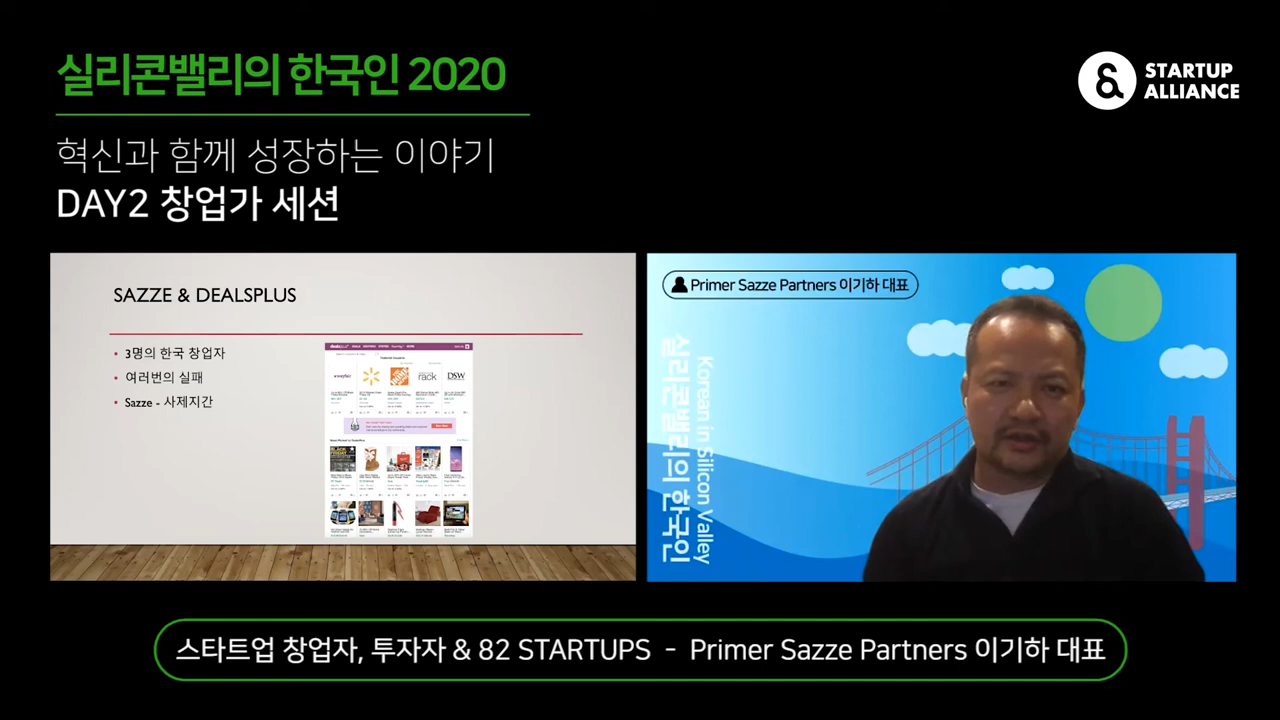 실리콘밸리의 한국인 2020
STARTUP
ALLIANCE
혁신과 함께 성장하는 이야기
DAY2 창업가 세션
SAZZE & DEALSPLUS
• 3명의 한국 창업자
• 여러번의 실패
• Sazze - 사제지간
wayfair
rack
DSW
Primer Sazze Partners 이기하 대표
Korean in Silicon Valley
실리콘밸리의 한국인
스타트업 창업자, 투자자 & 82 STARTUPS - Primer Sazze Partners 이기하 대표